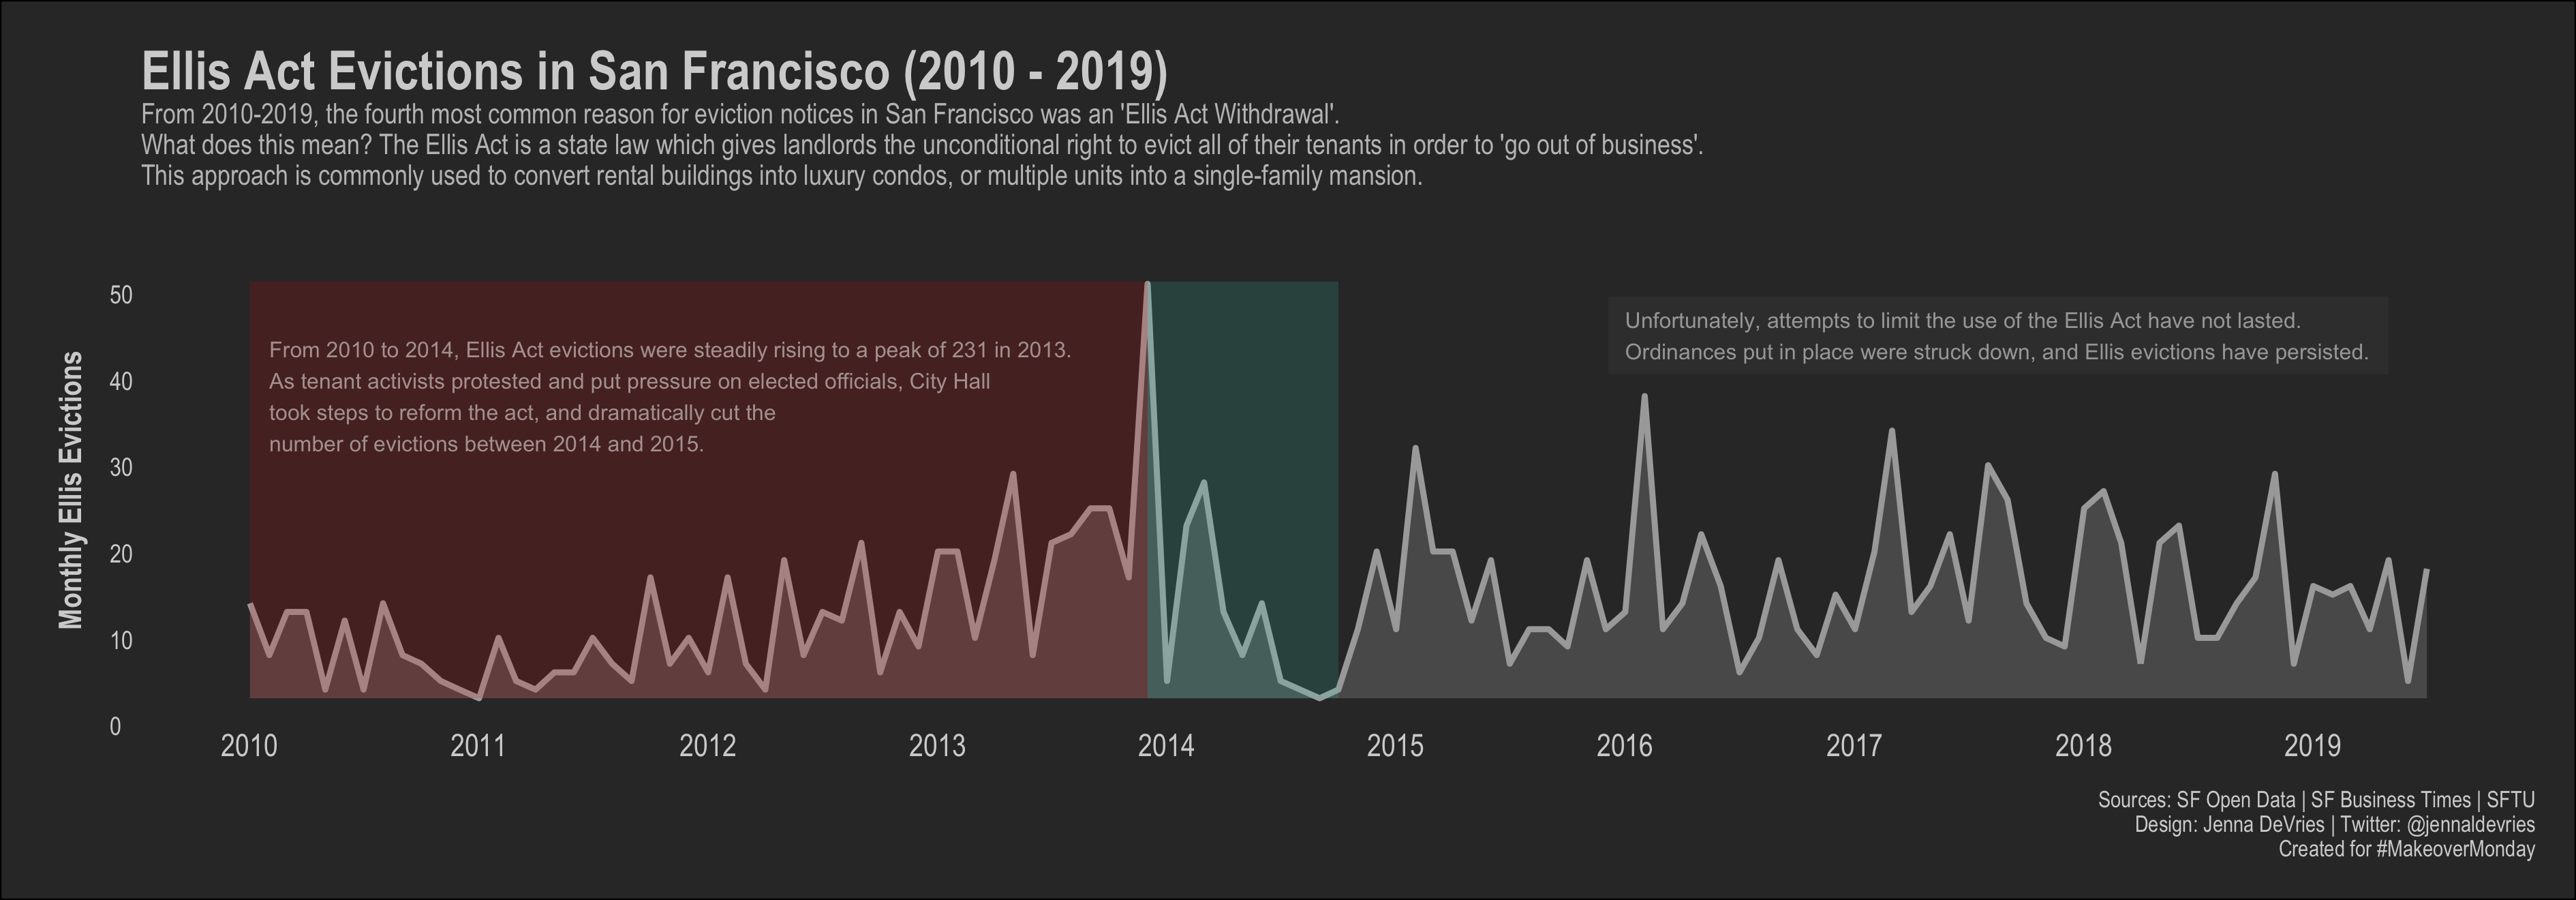 Ellis Act Evictions in San Francisco (2010 - 2019)
From 2010-2019, the fourth most common reason for eviction notices in San Francisco was an 'Ellis Act Withdrawal'.
What does this mean? The Ellis Act is a state law which gives landlords the unconditional right to evict all of their tenants in order to 'go out of business'.
This approach is commonly used to convert rental buildings into luxury condos, or multiple units into a single-family mansion.
Monthly Ellis Evictions
50
40
30
20
10
0
From 2010 to 2014, Ellis Act evictions were steadily rising to a peak of 231 in 2013.
As tenant activists protested and put pressure on elected officials, City Hall
took steps to reform the act, and dramatically cut the
number of evictions between 2014 and 2015.
Unfortunately, attempts to limit the use of the Ellis Act have not lasted.
Ordinances put in place were struck down, and Ellis evictions have persisted.
2010 2011 2012 2013 2014 2015 2016 2017 2018 2019
Sources: SF Open Data | SF Business Times | SFTU
Design: Jenna DeVries | Twitter: @jennaldevries
Created for #MakeoverMonday